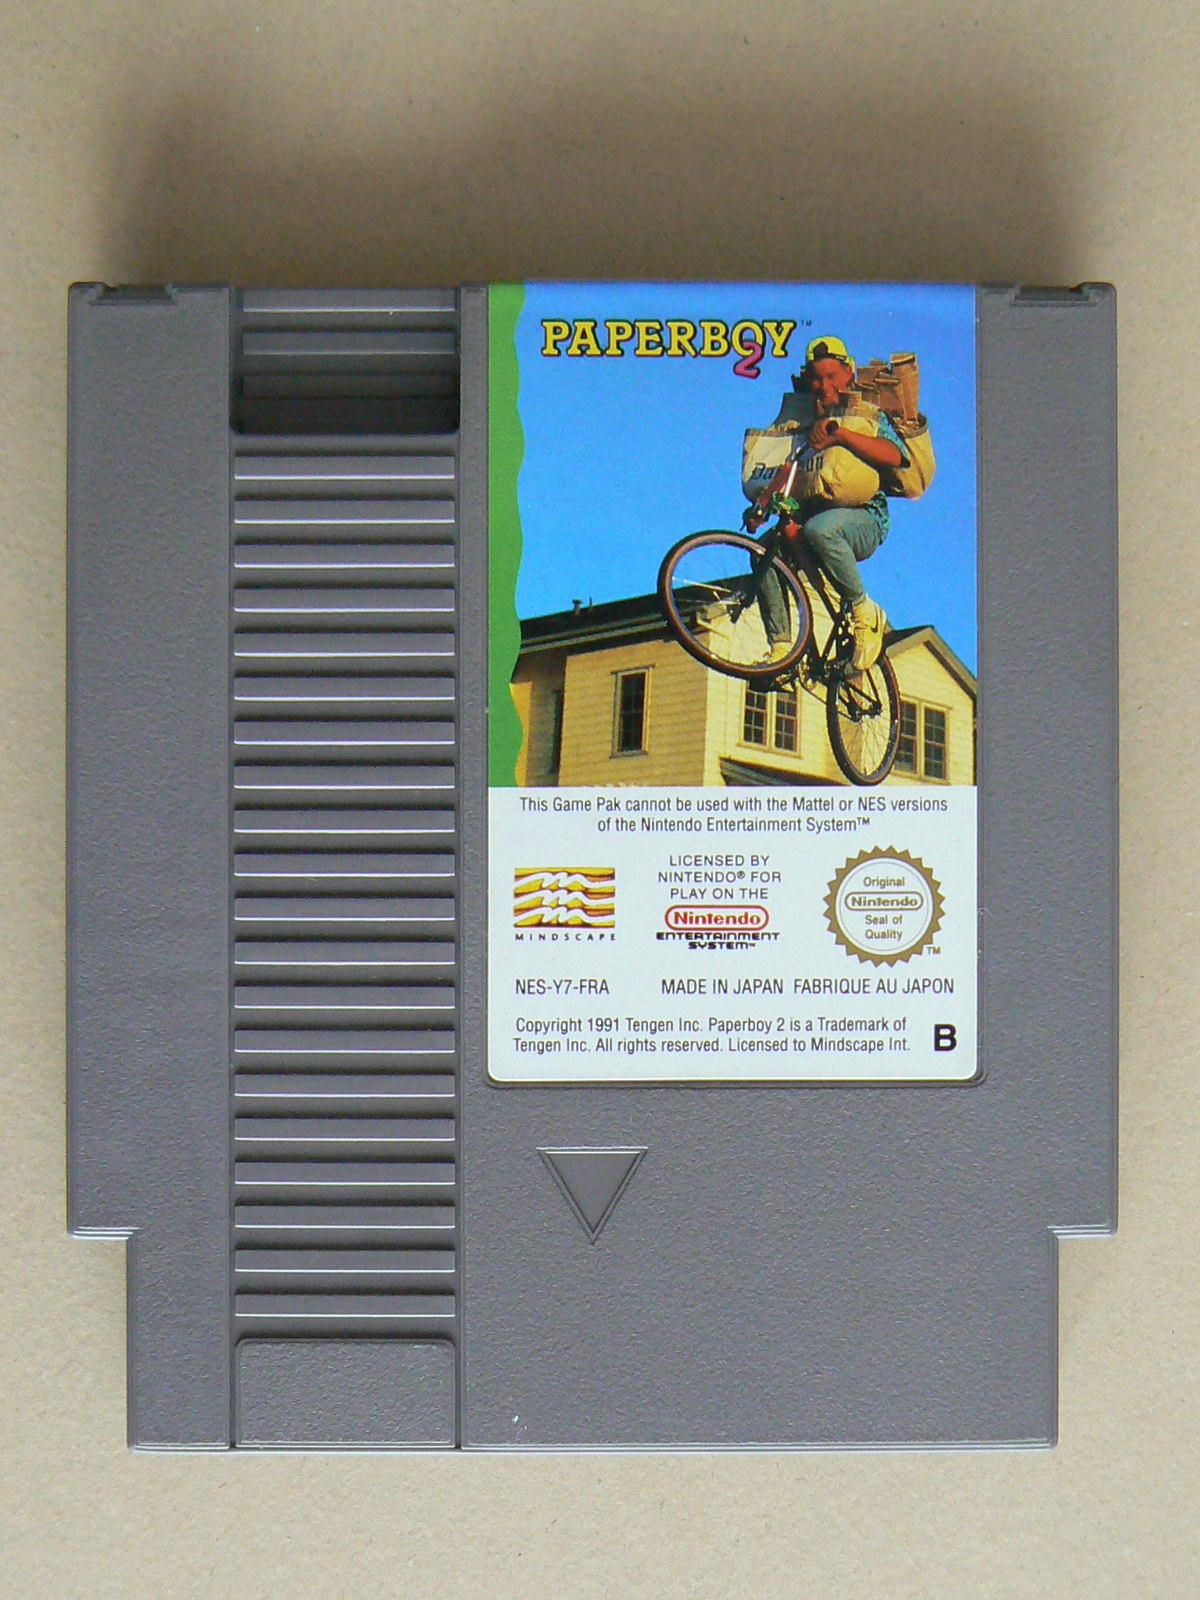 PAPERBOY™
2
This Game Pak cannot be used with the Mattel or NES versions
of the Nintendo Entertainment System™
MINDSCAPE
LICENSED BY
NINTENDO® FOR
PLAY ON THE
Nintendo
ENTERTAINMENT
SYSTEM™
Original
Nintendo
Seal of
Quality
TM
NES-Y7-FRA
MADE IN JAPAN FABRIQUE AU JAPON
Copyright 1991 Tengen Inc. Paperboy 2 is a Trademark of
Tengen Inc. All rights reserved. Licensed to Mindscape Int.
B